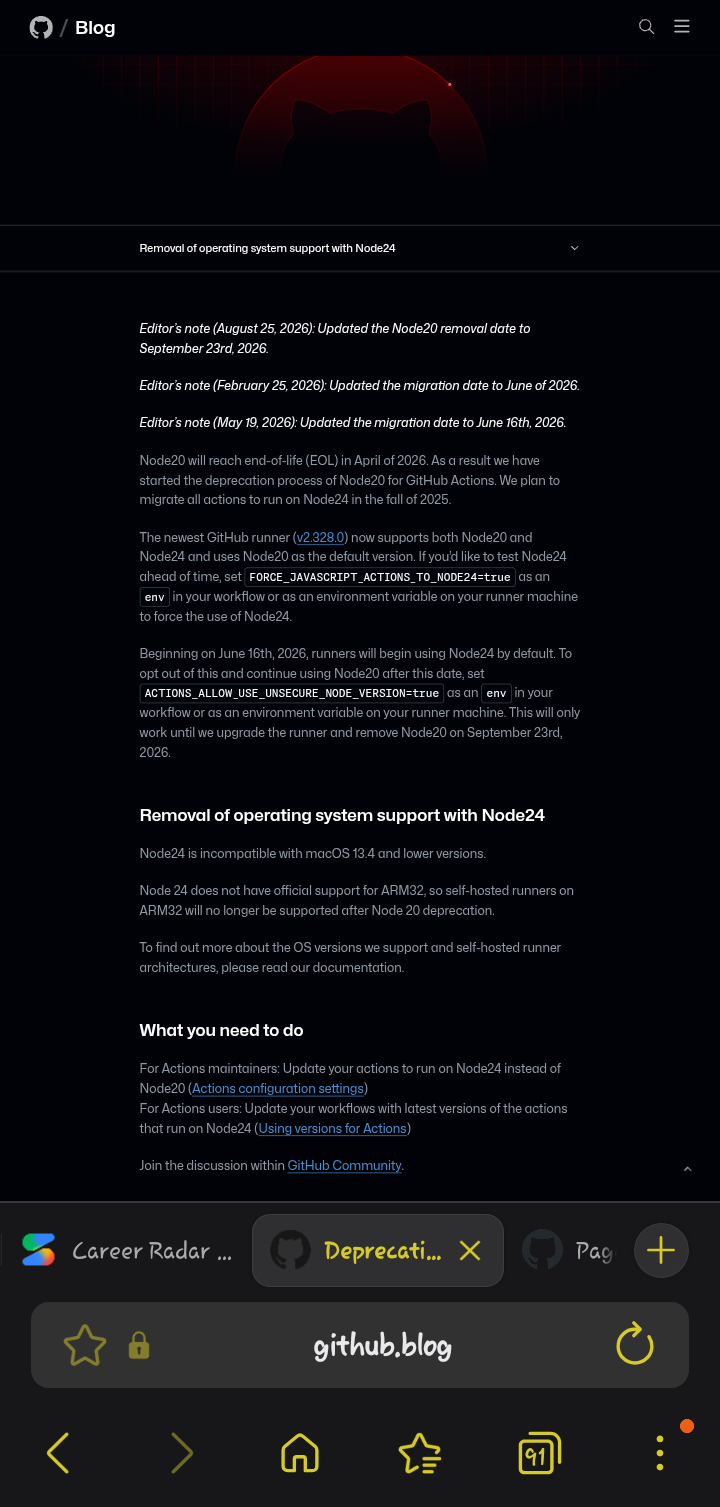 / Blog
Removal of operating system support with Node24
Editor's note (August 25, 2026): Updated the Node20 removal date to
September 23rd, 2026.
Editor's note (February 25, 2026): Updated the migration date to June of 2026.
Editor's note (May 19, 2026): Updated the migration date to June 16th, 2026.
Node20 will reach end-of-life (EOL) in April of 2026. As a result we have
started the deprecation process of Node20 for GitHub Actions. We plan to
migrate all actions to run on Node24 in the fall of 2025.
The newest GitHub runner (v2.328.0) now supports both Node20 and
Node24 and uses Node20 as the default version. If you'd like to test Node24
ahead of time, set FORCE_JAVASCRIPT_ACTIONS_TO_NODE24=true as an
env in your workflow or as an environment variable on your runner machine
to force the use of Node24.
Beginning on June 16th, 2026, runners will begin using Node24 by default. To
opt out of this and continue using Node20 after this date, set
ACTIONS_ALLOW_USE_UNSECURE_NODE_VERSION=true as an env in your
workflow or as an environment variable on your runner machine. This will only
work until we upgrade the runner and remove Node20 on September 23rd,
2026.
Removal of operating system support with Node24
Node24 is incompatible with macOS 13.4 and lower versions.
Node 24 does not have official support for ARM32, so self-hosted runners on
ARM32 will no longer be supported after Node 20 deprecation.
To find out more about the OS versions we support and self-hosted runner
architectures, please read our documentation.
What you need to do
For Actions maintainers: Update your actions to run on Node24 instead of
Node20 (Actions configuration settings)
For Actions users: Update your workflows with latest versions of the actions
that run on Node24 (Using versions for Actions)
Join the discussion within GitHub Community.
Career Radar ... Deprecati... Pag
github.blog
91